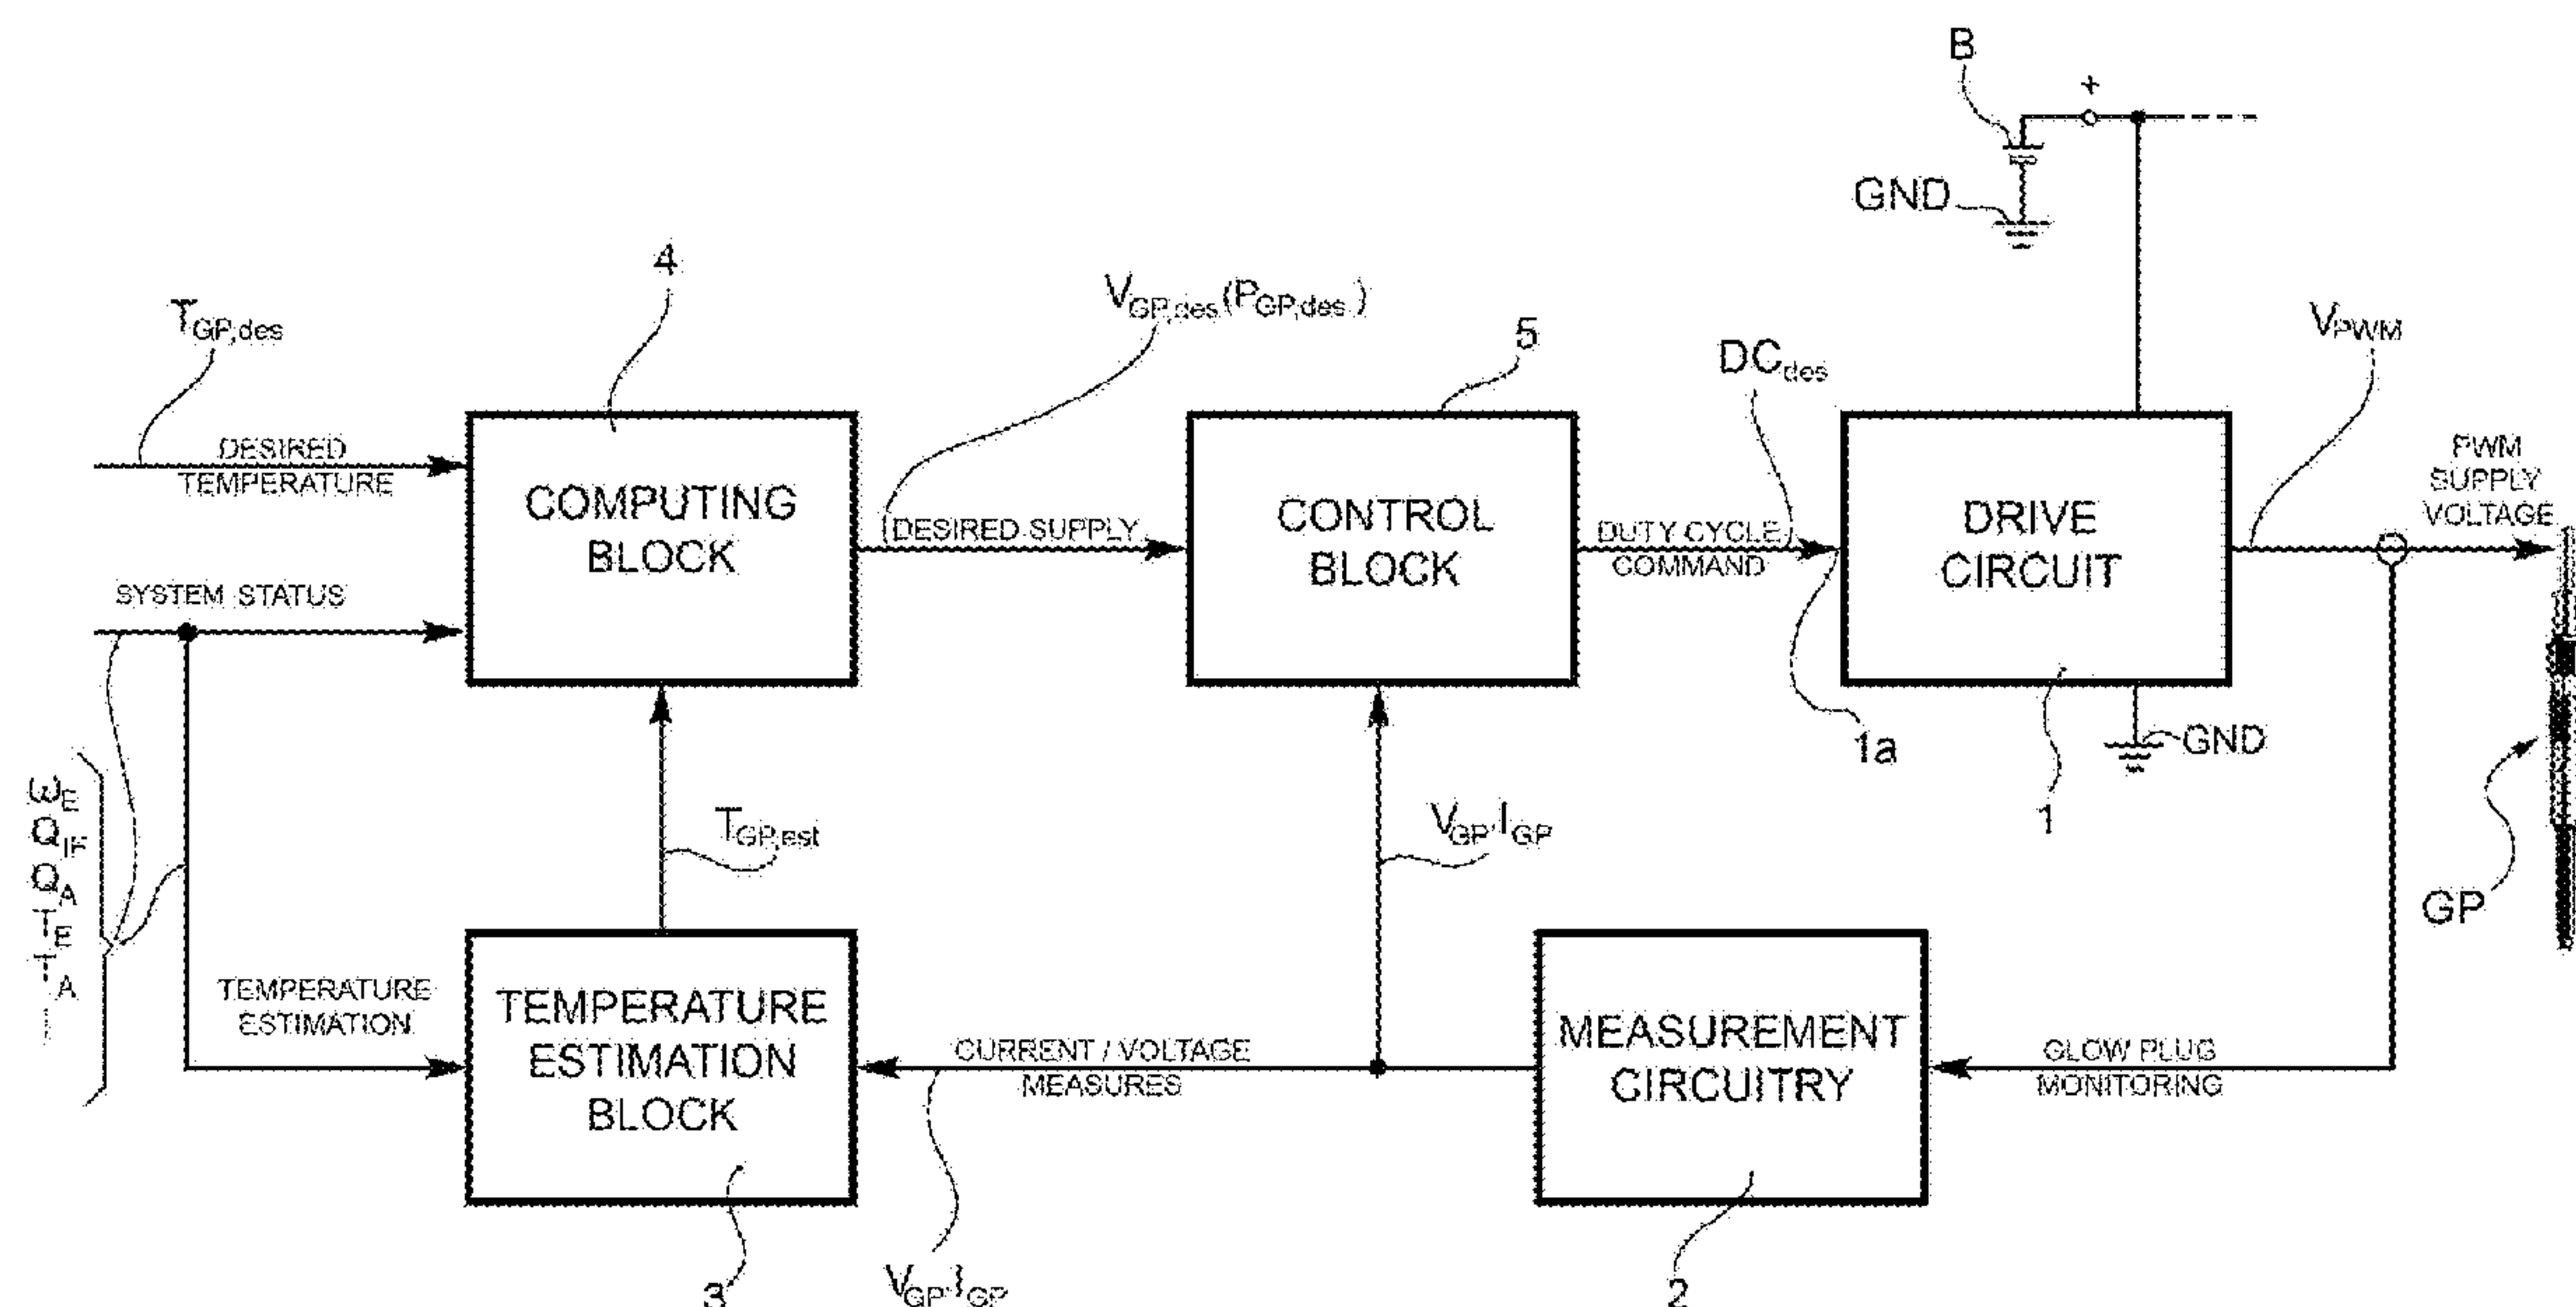 B
+
GND
4
T_GP,des
V_GP,des(P_GP,des)
5
DC_des
V_PWM
DESIRED
TEMPERATURE
COMPUTING
BLOCK
DESIRED SUPPLY
CONTROL
BLOCK
DUTY CYCLE
COMMAND
DRIVE
CIRCUIT
PWM
SUPPLY
VOLTAGE
SYSTEM STATUS
1a
GND
1
ω_E
Q_IF
Q_A
T_E
T_A
T_GP,est
V_GP,I_GP
GP
TEMPERATURE
ESTIMATION
TEMPERATURE
ESTIMATION
BLOCK
CURRENT / VOLTAGE
MEASURES
MEASUREMENT
CIRCUITRY
GLOW PLUG
MONITORING
3
V_GP,I_GP
2